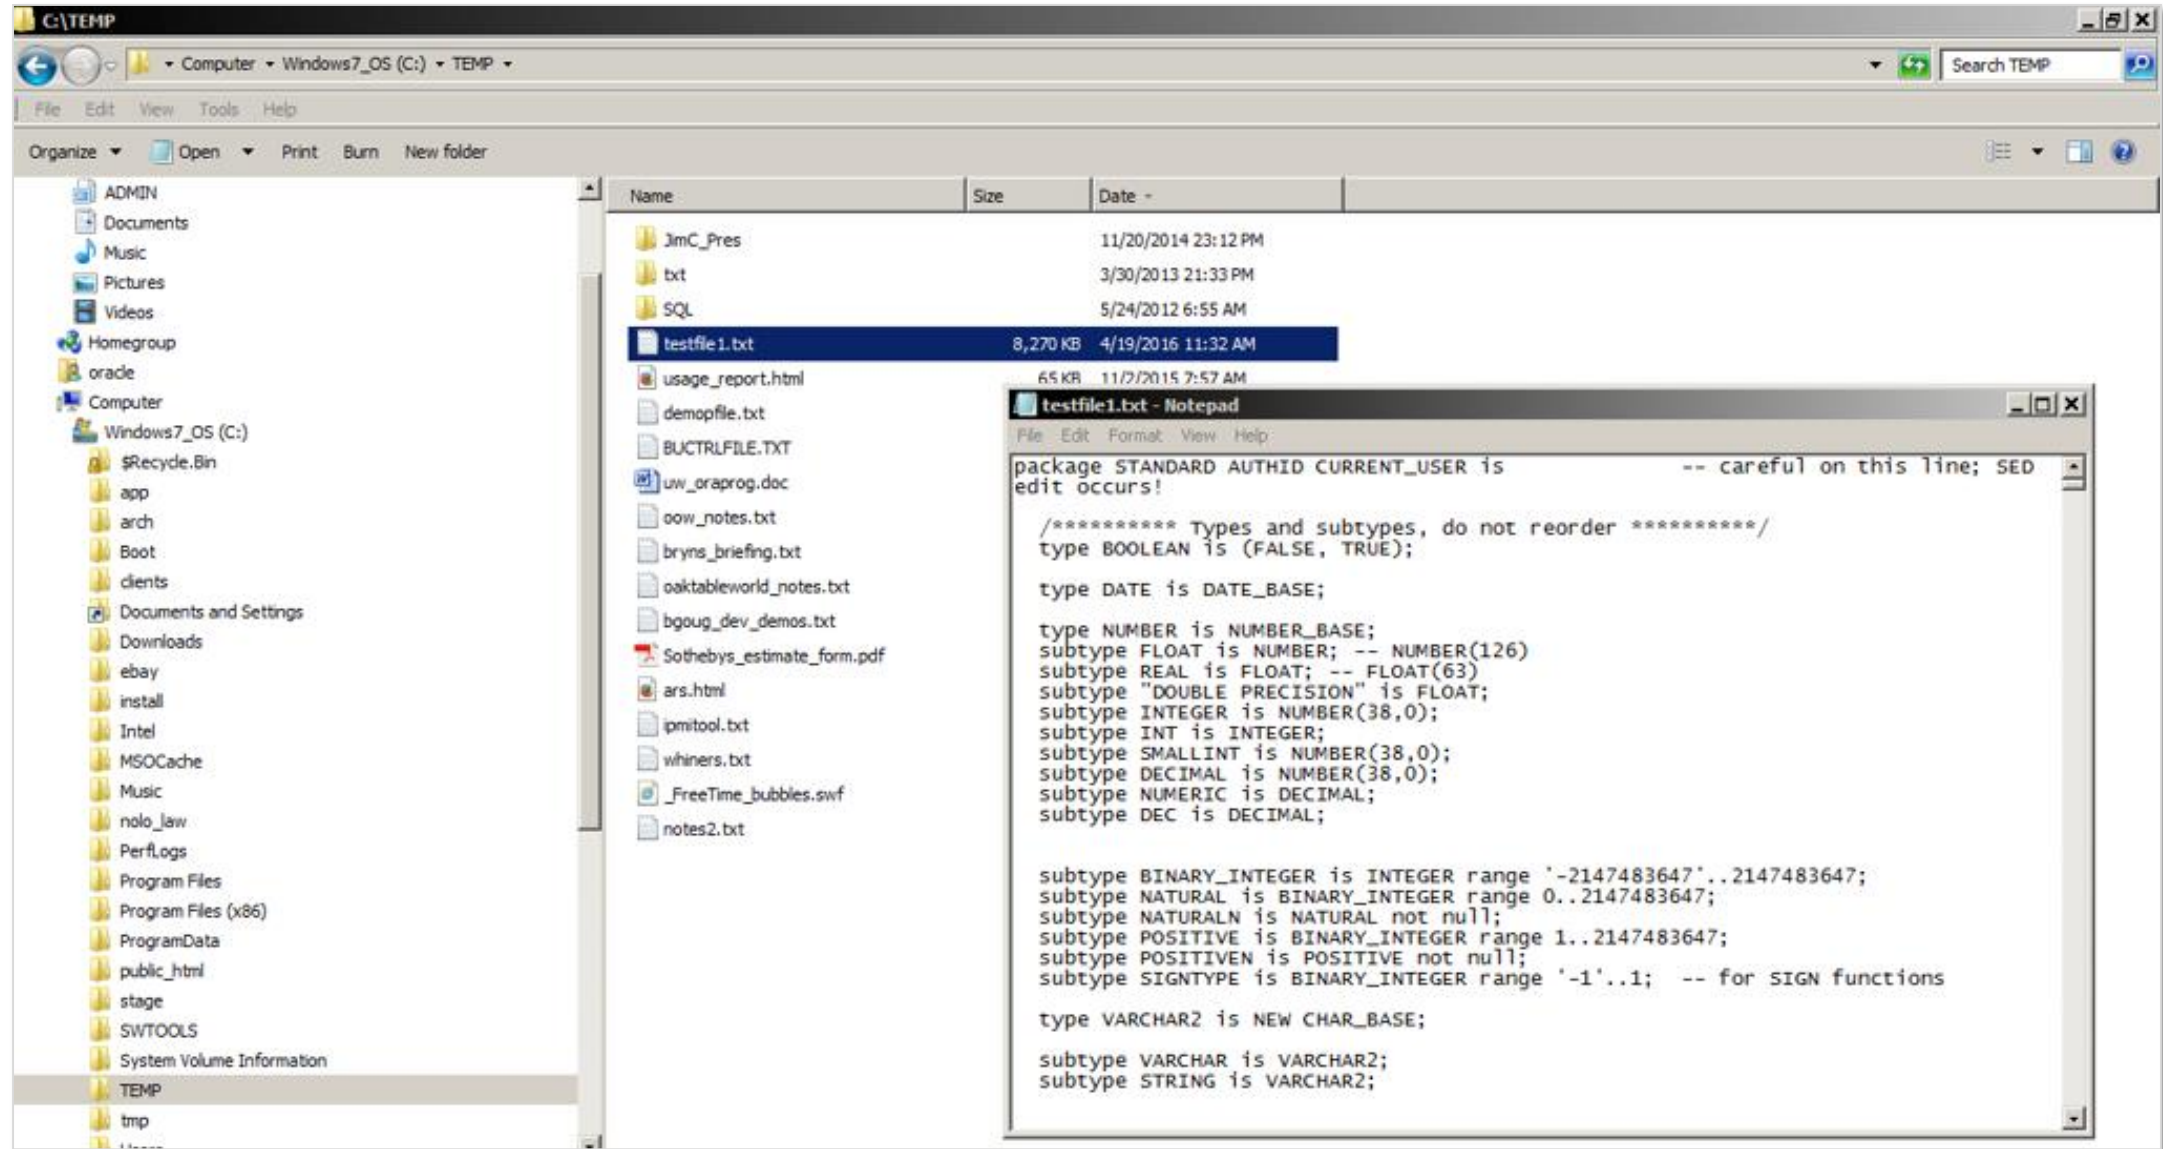 C:\TEMP
Computer Windows7_OS (C:) TEMP
Search TEMP
File Edit View Tools Help
Organize Open Print Burn New folder
ADMIN
Documents
Music
Pictures
Videos
Homegroup
oracle
Computer
Windows7_OS (C:)
$Recycle.Bin
app
arch
Boot
clients
Documents and Settings
Downloads
ebay
install
Intel
MSOCache
Music
nolo_law
PerfLogs
Program Files
Program Files (x86)
ProgramData
public_html
stage
SWTOOLS
System Volume Information
TEMP
tmp
Name Size Date
JimC_Pres 11/20/2014 23:12 PM
txt 3/30/2013 21:33 PM
SQL 5/24/2012 6:55 AM
testfile1.txt 8,270 KB 4/19/2016 11:32 AM
usage_report.html 65 KB 11/2/2015 7:57 AM
demopfile.txt
BUCTRLFILE.TXT
uw_oraprog.doc
oow_notes.txt
bryns_briefing.txt
oaktableworld_notes.txt
bgoug_dev_demos.txt
Sothebys_estimate_form.pdf
ars.html
ipmitool.txt
whiners.txt
_FreeTime_bubbles.swf
notes2.txt
testfile1.txt - Notepad
File Edit Format View Help
package STANDARD AUTHID CURRENT_USER is -- careful on this line; SED
edit occurs!
/********** Types and subtypes, do not reorder **********/
type BOOLEAN is (FALSE, TRUE);
type DATE is DATE_BASE;
type NUMBER is NUMBER_BASE;
subtype FLOAT is NUMBER; -- NUMBER(126)
subtype REAL is FLOAT; -- FLOAT(63)
subtype "DOUBLE PRECISION" is FLOAT;
subtype INTEGER is NUMBER(38,0);
subtype INT is INTEGER;
subtype SMALLINT is NUMBER(38,0);
subtype DECIMAL is NUMBER(38,0);
subtype NUMERIC is DECIMAL;
subtype DEC is DECIMAL;
subtype BINARY_INTEGER is INTEGER range '-2147483647'..2147483647;
subtype NATURAL is BINARY_INTEGER range 0..2147483647;
subtype NATURALN is NATURAL not null;
subtype POSITIVE is BINARY_INTEGER range 1..2147483647;
subtype POSITIVEN is POSITIVE not null;
subtype SIGNTYPE is BINARY_INTEGER range '-1'..1; -- for SIGN functions
type VARCHAR2 is NEW CHAR_BASE;
subtype VARCHAR is VARCHAR2;
subtype STRING is VARCHAR2;